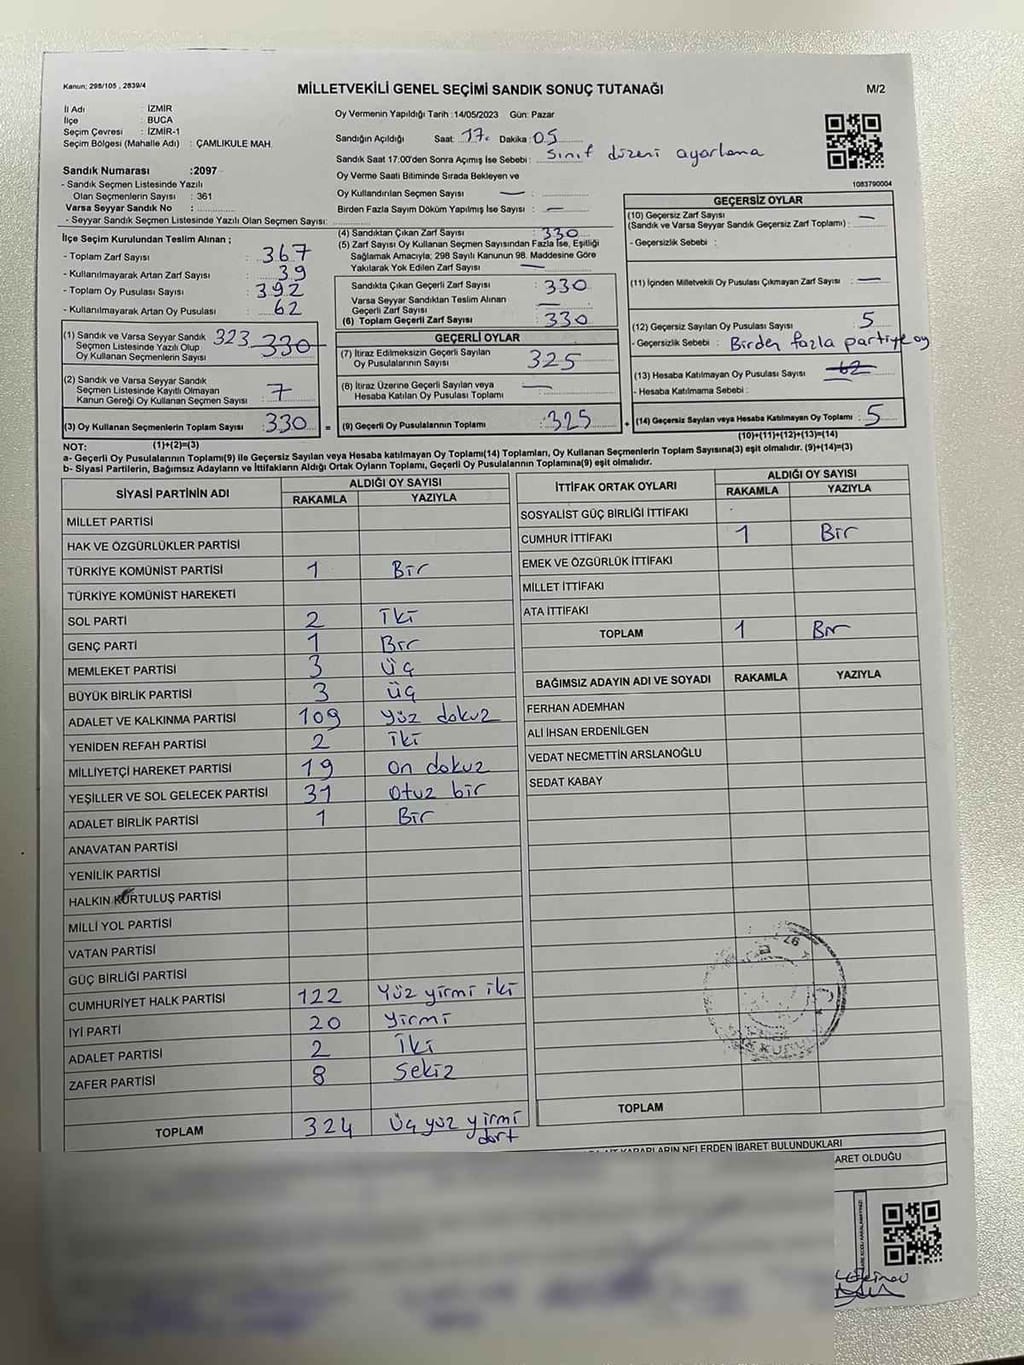 Kanun; 298/105 , 2839/4
MİLLETVEKİLİ GENEL SEÇİMİ SANDIK SONUÇ TUTANAĞI
M/2
İl Adı : İZMİR
İlçe : BUCA
Seçim Çevresi : İZMİR-1
Seçim Bölgesi (Mahalle Adı) : ÇAMLIKULE MAH.
Oy Vermenin Yapıldığı Tarih : 14/05/2023 Gün: Pazar
Sandığın Açıldığı Saat: 17. Dakika: 05
Sandık Saat 17:00'den Sonra Açımış İse Sebebi : Sınıf düzeni ayarlama
Oy Verme Saati Bitiminde Sırada Bekleyen ve
Oy Kullandırılan Seçmen Sayısı — :
Birden Fazla Sayım Döküm Yapılmış İse Sayısı : —
1083790004
Sandık Numarası :2097
- Sandık Seçmen Listesinde Yazılı
Olan Seçmenlerin Sayısı : 361
Varsa Seyyar Sandık No :
- Seyyar Sandık Seçmen Listesinde Yazılı Olan Seçmen Sayısı:
İlçe Seçim Kurulundan Teslim Alınan ;
- Toplam Zarf Sayısı : 367
- Kullanılmayarak Artan Zarf Sayısı : 39
- Toplam Oy Pusulası Sayısı : 392
- Kullanılmayarak Artan Oy Pusulası : 62
(1) Sandık ve Varsa Seyyar Sandık
Seçmen Listesinde Yazılı Olup
Oy Kullanan Seçmenlerin Sayısı : 323 330
(2) Sandık ve Varsa Seyyar Sandık
Seçmen Listesinde Kayıtlı Olmayan
Kanun Gereği Oy Kullanan Seçmen Sayısı : 7
(3) Oy Kullanan Seçmenlerin Toplam Sayısı :330 =
(4) Sandıktan Çıkan Zarf Sayısı : 330
(5) Zarf Sayısı Oy Kullanan Seçmen Sayısından Fazla İse, Eşitliği
Sağlamak Amacıyla; 298 Sayılı Kanunun 98. Maddesine Göre
Yakılarak Yok Edilen Zarf Sayısı : —
Sandıkta Çıkan Geçerli Zarf Sayısı : 330
Varsa Seyyar Sandıktan Teslim Alınan
Geçerli Zarf Sayısı : —
(6) Toplam Geçerli Zarf Sayısı : 330
GEÇERLİ OYLAR
(7) İtiraz Edilmeksizin Geçerli Sayılan
Oy Pusulalarının Sayısı : 325
(8) İtiraz Üzerine Geçerli Sayılan veya
Hesaba Katılan Oy Pusulası Toplamı : —
(9) Geçerli Oy Pusulalarının Toplamı :325 +
GEÇERSİZ OYLAR
(10) Geçersiz Zarf Sayısı
(Sandık ve Varsa Seyyar Sandık Geçersiz Zarf Toplamı) : —
- Geçersizlik Sebebi :
(11) İçinden Milletvekili Oy Pusulası Çıkmayan Zarf Sayısı : —
(12) Geçersiz Sayılan Oy Pusulası Sayısı : 5
- Geçersizlik Sebebi : Birden fazla partiye oy
(13) Hesaba Katılmayan Oy Pusulası Sayısı : 62
- Hesaba Katılmama Sebebi :
(14) Geçersiz Sayılan veya Hesaba Katılmayan Oy Toplamı : 5
NOT: (1)+(2)=(3)
(10)+(11)+(12)+(13)=(14)
a- Geçerli Oy Pusulalarının Toplamı(9) ile Geçersiz Sayılan veya Hesaba katılmayan Oy Toplamı(14) Toplamları, Oy Kullanan Seçmenlerin Toplam Sayısına(3) eşit olmalıdır. (9)+(14)=(3)
b- Siyasi Partilerin, Bağımsız Adayların ve İttifakların Aldığı Ortak Oyların Toplamı, Geçerli Oy Pusulalarının Toplamına(9) eşit olmalıdır.
SİYASİ PARTİNİN ADI
ALDIĞI OY SAYISI
RAKAMLA YAZIYLA
MİLLET PARTİSİ
HAK VE ÖZGÜRLÜKLER PARTİSİ
TÜRKİYE KOMÜNİST PARTİSİ 1 Bir
TÜRKİYE KOMÜNİST HAREKETİ
SOL PARTİ 2 İki
GENÇ PARTİ 1 Bir
MEMLEKET PARTİSİ 3 üç
BÜYÜK BİRLİK PARTİSİ 3 üç
ADALET VE KALKINMA PARTİSİ 109 yüz dokuz
YENİDEN REFAH PARTİSİ 2 iki
MİLLİYETÇİ HAREKET PARTİSİ 19 on dokuz
YEŞİLLER VE SOL GELECEK PARTİSİ 31 otuz bir
ADALET BİRLİK PARTİSİ 1 Bir
ANAVATAN PARTİSİ
YENİLİK PARTİSİ
HALKIN KURTULUŞ PARTİSİ
MİLLİ YOL PARTİSİ
VATAN PARTİSİ
GÜÇ BİRLİĞİ PARTİSİ
CUMHURİYET HALK PARTİSİ 122 Yüz yirmi iki
İYİ PARTİ 20 yirmi
ADALET PARTİSİ 2 İki
ZAFER PARTİSİ 8 Sekiz
TOPLAM 324 Üç yüz yirmi
dört
İTTİFAK ORTAK OYLARI
ALDIĞI OY SAYISI
RAKAMLA YAZIYLA
SOSYALİST GÜÇ BİRLİĞİ İTTİFAKI
CUMHUR İTTİFAKI 1 Bir
EMEK VE ÖZGÜRLÜK İTTİFAKI
MİLLET İTTİFAKI
ATA İTTİFAKI
TOPLAM 1 Bir
BAĞIMSIZ ADAYIN ADI VE SOYADI RAKAMLA YAZIYLA
FERHAN ADEMHAN
ALİ İHSAN ERDENİLGEN
VEDAT NECMETTİN ARSLANOĞLU
SEDAT KABAY
TOPLAM
KARARLARIN NELERDEN İBARET BULUNDUKLARI
ARET OLDUĞU